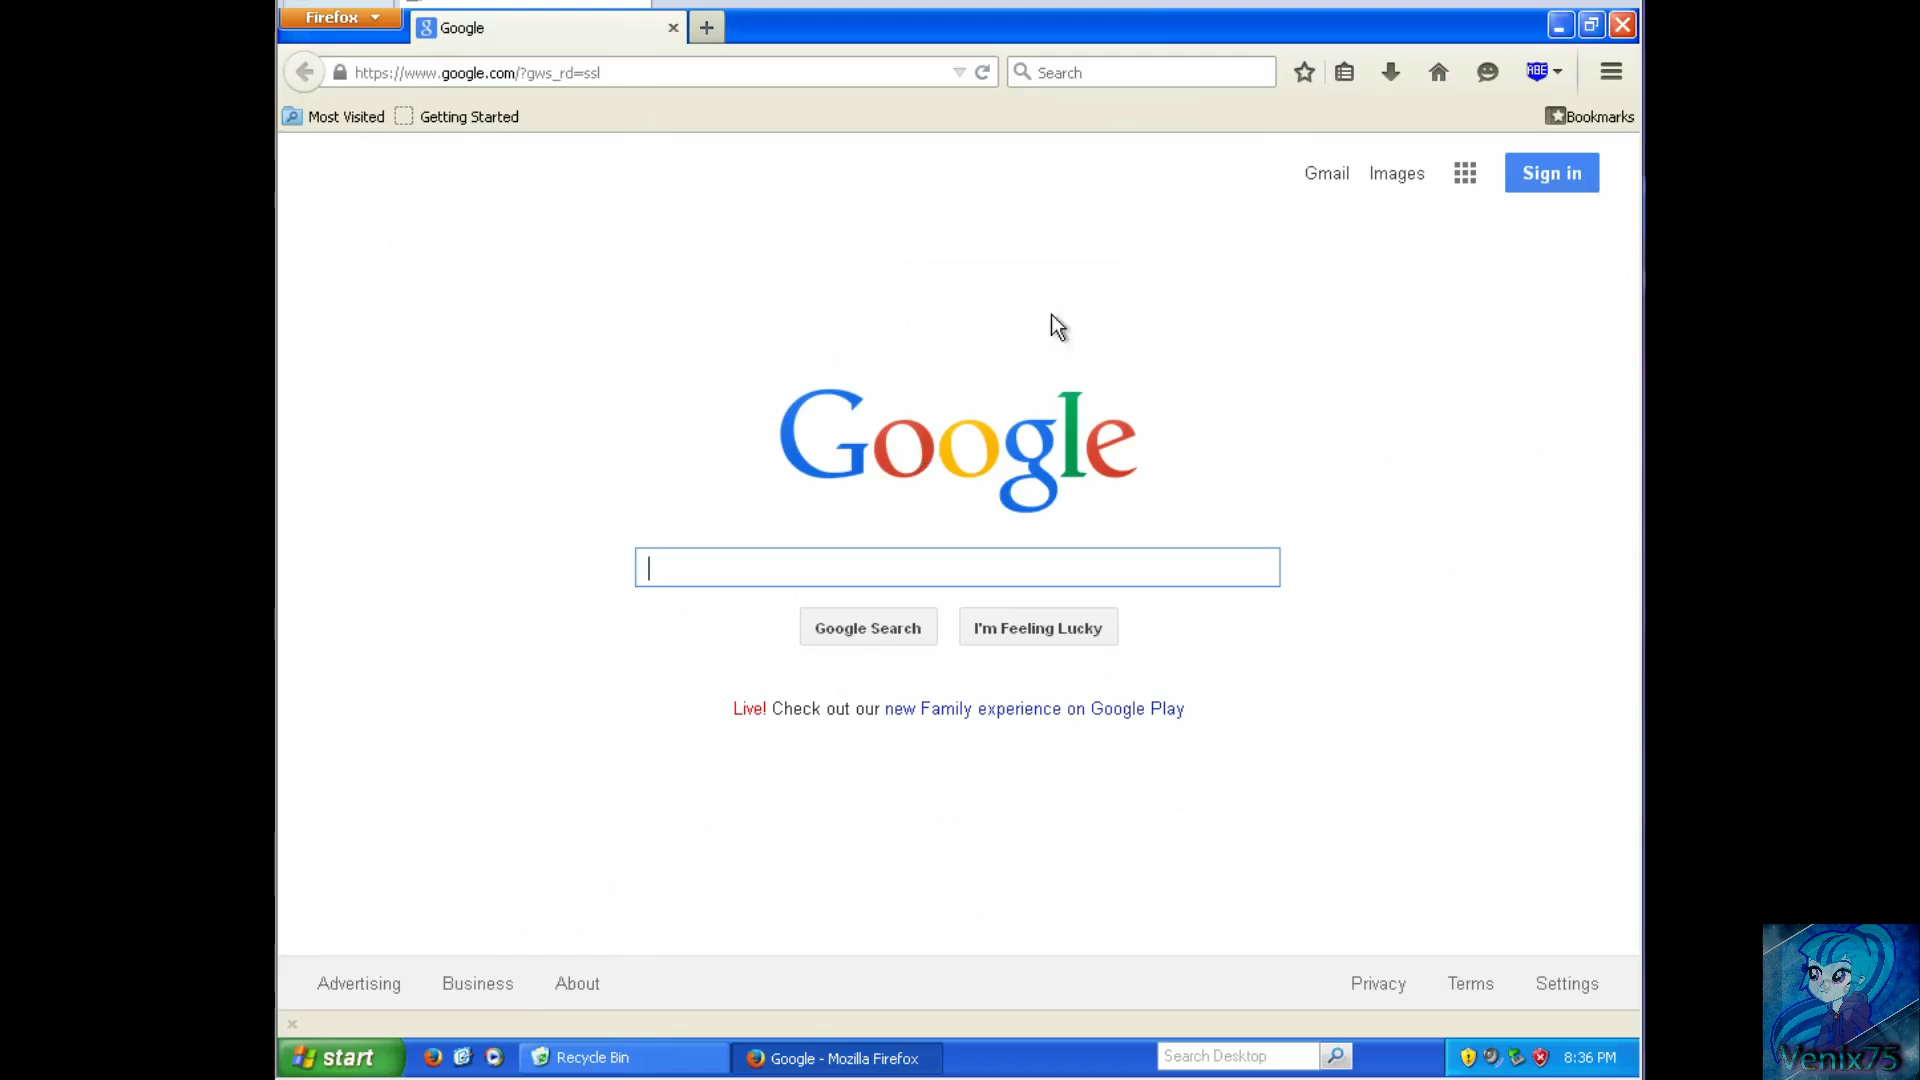 Firefox
Google
https://www.google.com/?gws_rd=ssl
Search
ABE
Most Visited
Getting Started
Bookmarks
Gmail
Images
Sign in
Google
Google Search
I'm Feeling Lucky
Live! Check out our new Family experience on Google Play
Advertising
Business
About
Privacy
Terms
Settings
start
Recycle Bin
Google - Mozilla Firefox
Search Desktop
8:36 PM
Venix75